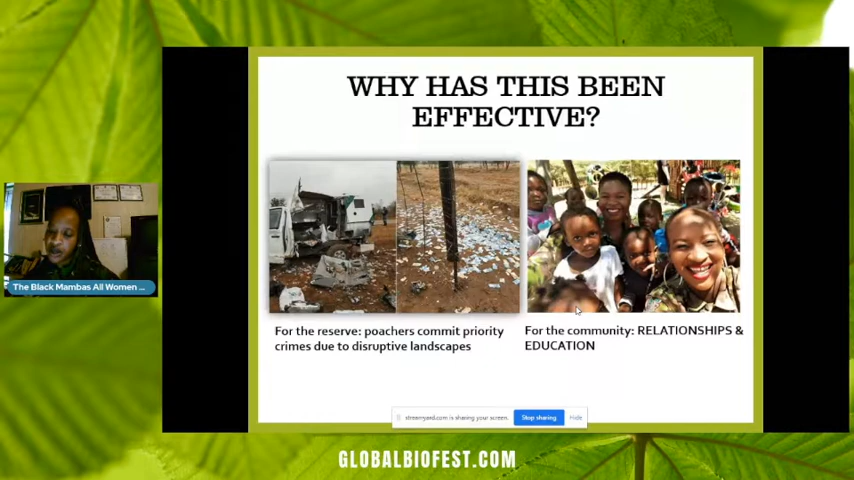 WHY HAS THIS BEEN
EFFECTIVE?
For the reserve: poachers commit priority
crimes due to disruptive landscapes
For the community: RELATIONSHIPS &
EDUCATION
The Black Mambas All Women ...
streamyard.com is sharing your screen.
Stop sharing
Hide
GLOBALBIOFEST.COM